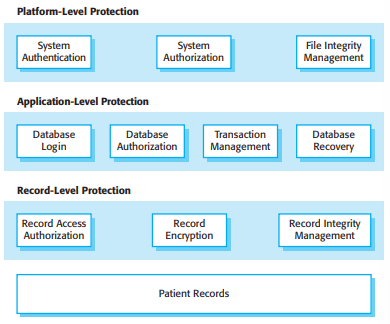 Platform-Level Protection
System
Authentication
System
Authorization
File Integrity
Management
Application-Level Protection
Database
Login
Database
Authorization
Transaction
Management
Database
Recovery
Record-Level Protection
Record Access
Authorization
Record
Encryption
Record Integrity
Management
Patient Records